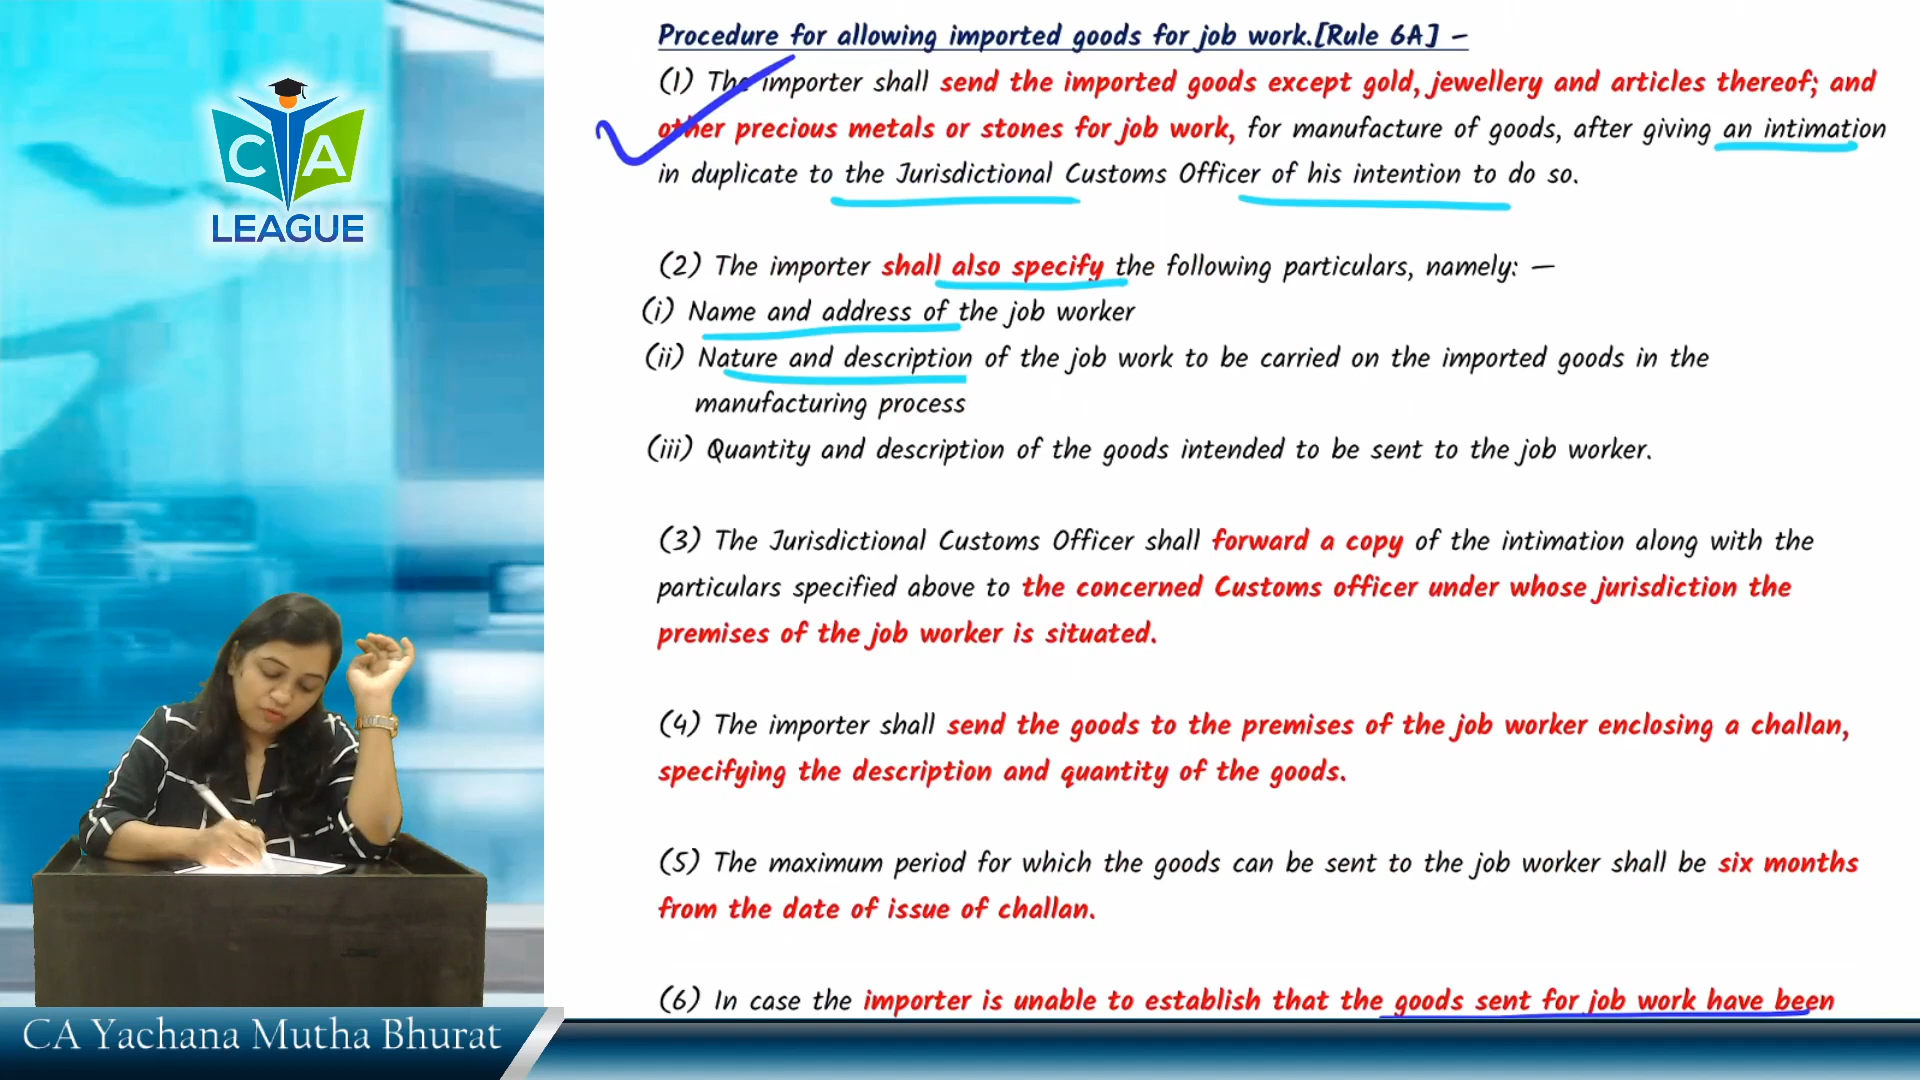 Procedure for allowing imported goods for job work.[Rule 6A] –
(1) The importer shall send the imported goods except gold, jewellery and articles thereof; and
other precious metals or stones for job work, for manufacture of goods, after giving an intimation
in duplicate to the Jurisdictional Customs Officer of his intention to do so.
(2) The importer shall also specify the following particulars, namely: —
(i) Name and address of the job worker
(ii) Nature and description of the job work to be carried on the imported goods in the
manufacturing process
(iii) Quantity and description of the goods intended to be sent to the job worker.
(3) The Jurisdictional Customs Officer shall forward a copy of the intimation along with the
particulars specified above to the concerned Customs officer under whose jurisdiction the
premises of the job worker is situated.
(4) The importer shall send the goods to the premises of the job worker enclosing a challan,
specifying the description and quantity of the goods.
(5) The maximum period for which the goods can be sent to the job worker shall be six months
from the date of issue of challan.
(6) In case the importer is unable to establish that the goods sent for job work have been
CA
LEAGUE
CA Yachana Mutha Bhurat